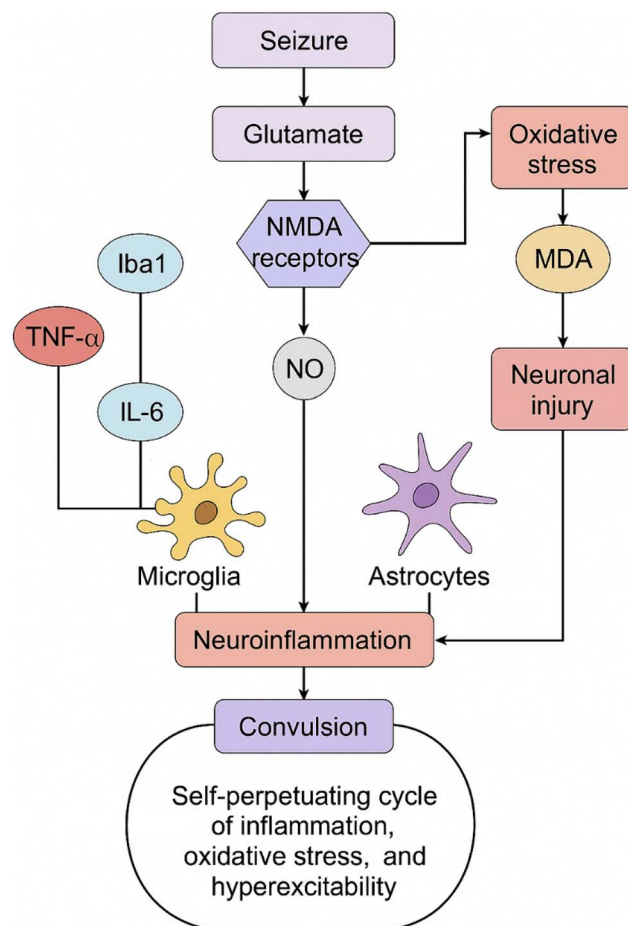 Seizure
Glutamate
Oxidative
stress
NMDA
receptors
MDA
Iba1
TNF-α
NO
Neuronal
injury
IL-6
Microglia
Astrocytes
Neuroinflammation
Convulsion
Self-perpetuating cycle
of inflammation,
oxidative stress, and
hyperexcitability